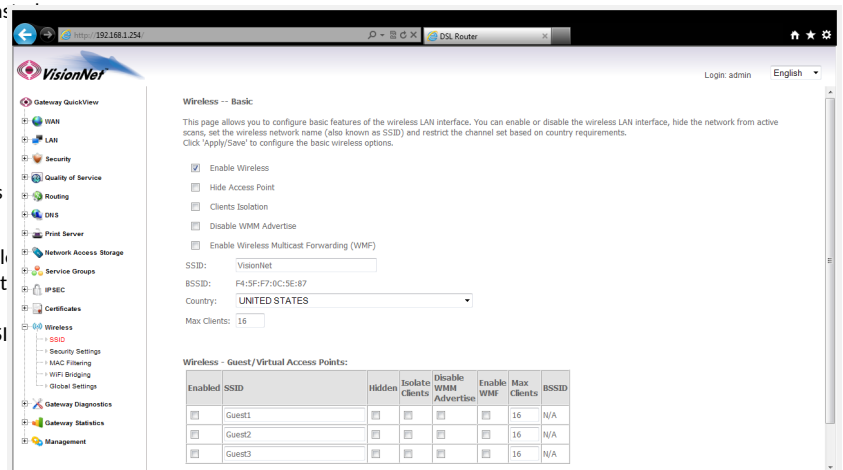 http://192.168.1.254/
DSL Router
VisionNet
Login: admin
English
Gateway QuickView
WAN
LAN
Security
Quality of Service
Routing
DNS
Print Server
Network Access Storage
Service Groups
IPSEC
Certificates
Wireless
SSID
Security Settings
MAC Filtering
WiFi Bridging
Global Settings
Gateway Diagnostics
Gateway Statistics
Management
Wireless -- Basic
This page allows you to configure basic features of the wireless LAN interface. You can enable or disable the wireless LAN interface, hide the network from active
scans, set the wireless network name (also known as SSID) and restrict the channel set based on country requirements.
Click 'Apply/Save' to configure the basic wireless options.
Enable Wireless
Hide Access Point
Clients Isolation
Disable WMM Advertise
Enable Wireless Multicast Forwarding (WMF)
SSID: VisionNet
BSSID: F4:5F:F7:0C:5E:87
Country: UNITED STATES
Max Clients: 16
Wireless - Guest/Virtual Access Points:
Enabled SSID Hidden Isolate Clients Disable WMM Advertise Enable WMF Max Clients BSSID
Guest1 16 N/A
Guest2 16 N/A
Guest3 16 N/A